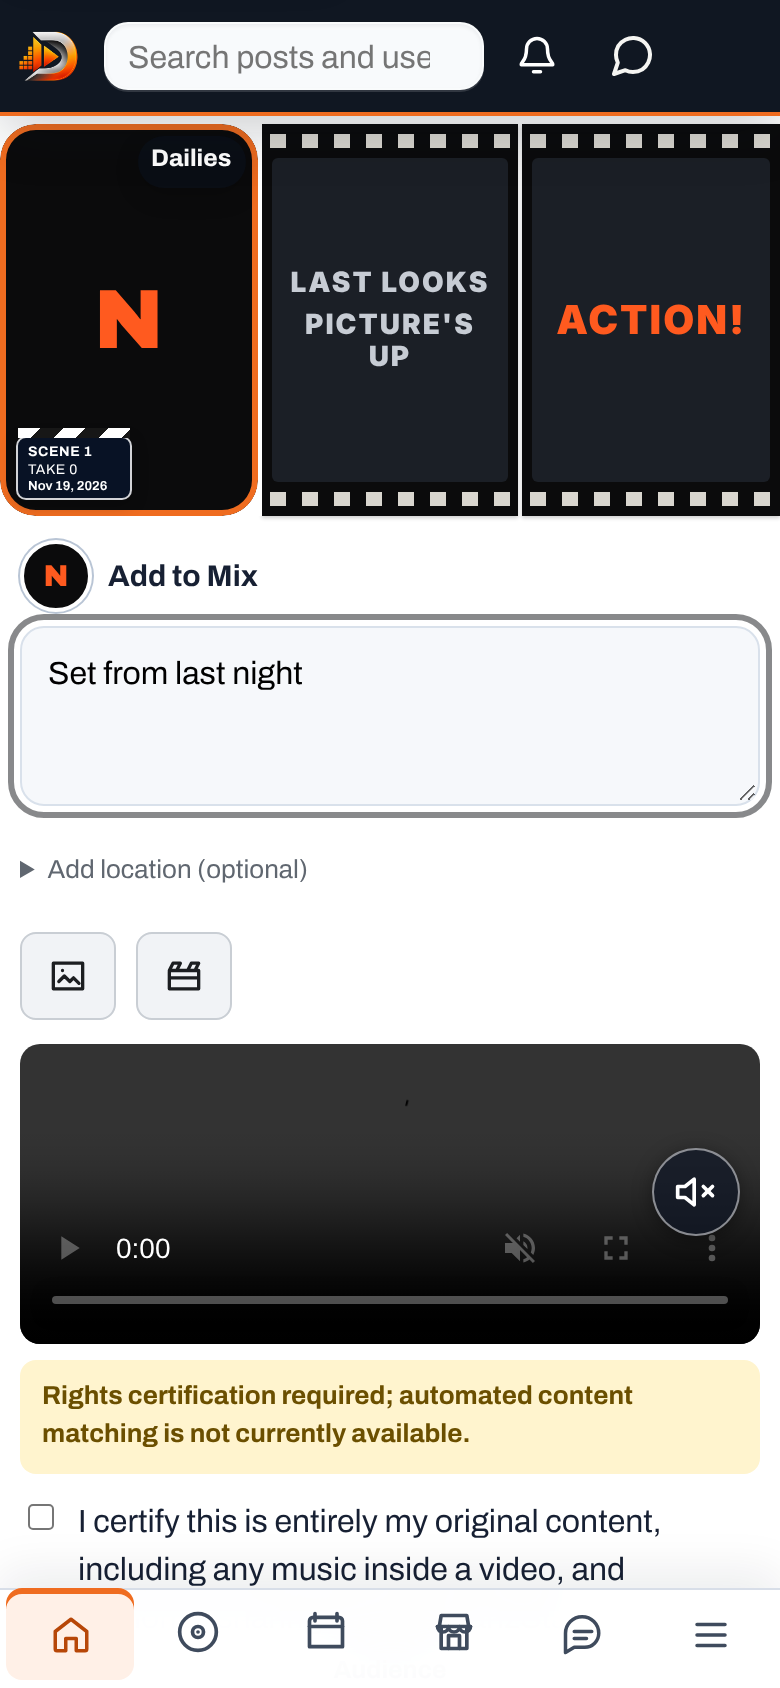 Search posts and use
Dailies
N
SCENE 1
TAKE 0
Nov 19, 2026
LAST LOOKS
PICTURE'S
UP
ACTION!
N
Add to Mix
Set from last night
Add location (optional)
0:00
Rights certification required; automated content
matching is not currently available.
I certify this is entirely my original content,
including any music inside a video, and